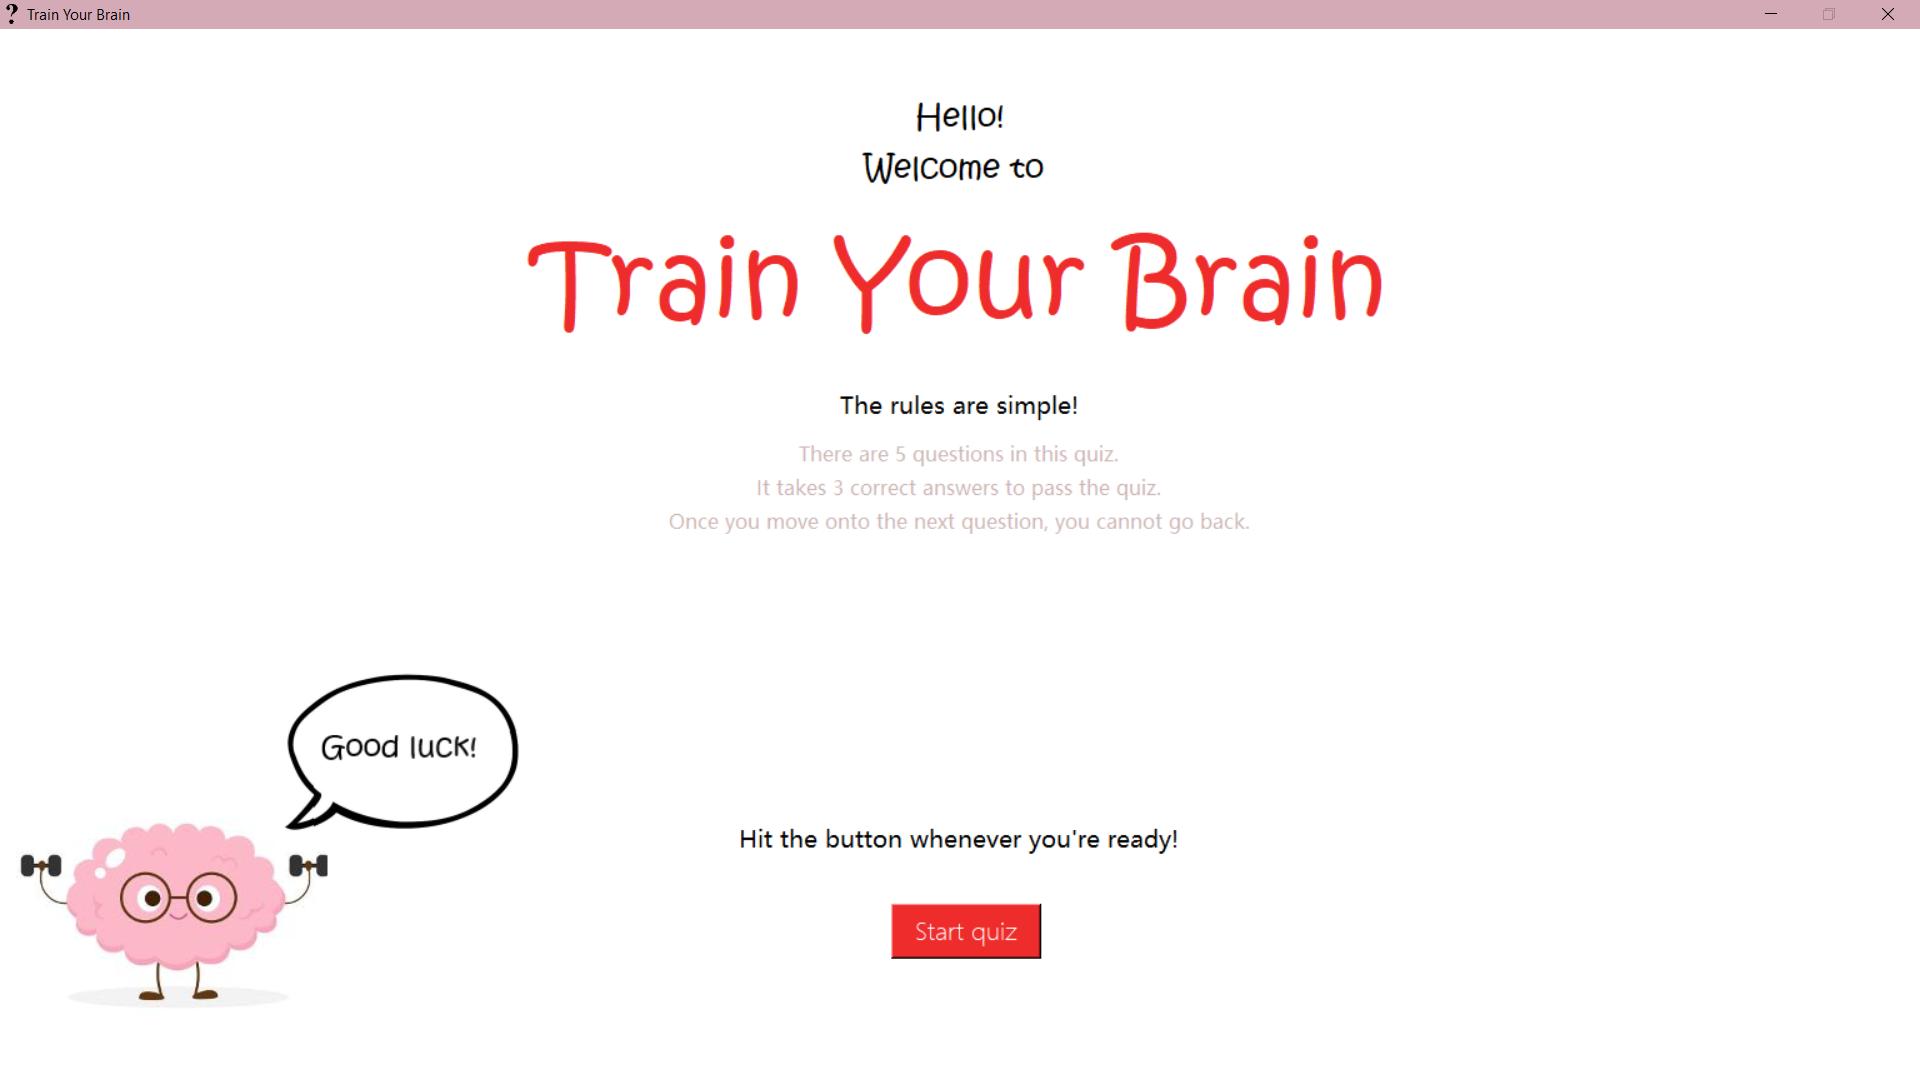 Train Your Brain
Hello!
Welcome to
Train Your Brain
The rules are simple!
There are 5 questions in this quiz.
It takes 3 correct answers to pass the quiz.
Once you move onto the next question, you cannot go back.
Good luck!
Hit the button whenever you're ready!
Start quiz